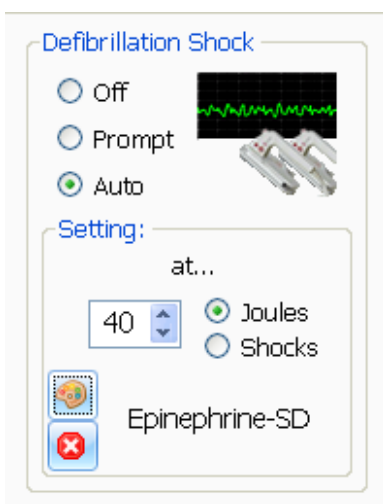 Defibrillation Shock
Off
Prompt
Auto
Setting:
at...
40
Joules
Shocks
Epinephrine-SD